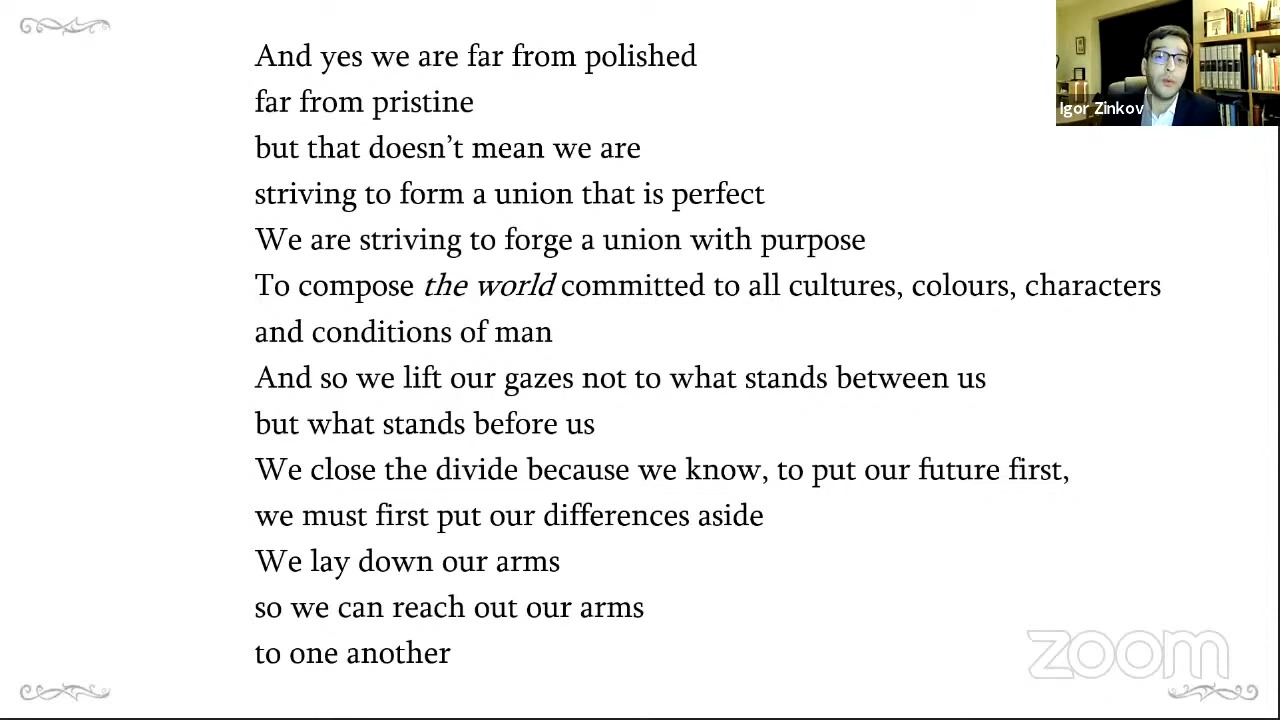 And yes we are far from polished
far from pristine
but that doesn’t mean we are
striving to form a union that is perfect
We are striving to forge a union with purpose
To compose the world committed to all cultures, colours, characters
and conditions of man
And so we lift our gazes not to what stands between us
but what stands before us
We close the divide because we know, to put our future first,
we must first put our differences aside
We lay down our arms
so we can reach out our arms
to one another
Igor Zinkov
zoom